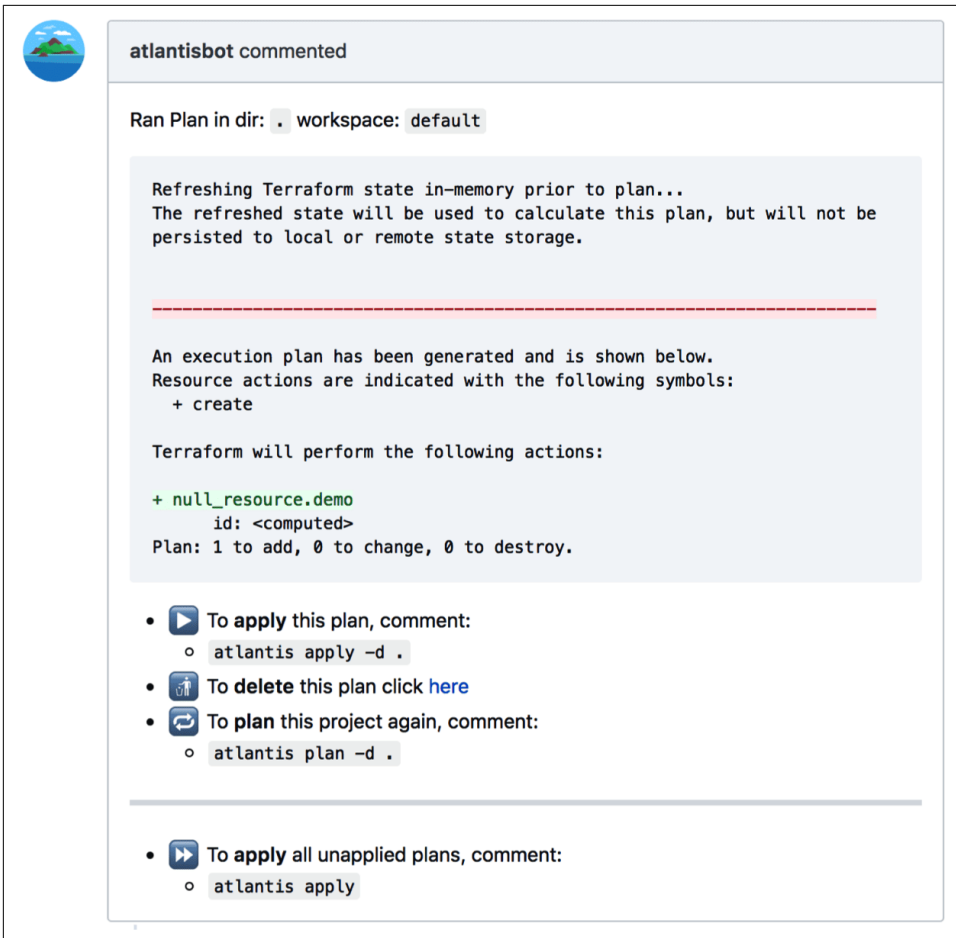 atlantisbot commented
Ran Plan in dir: . workspace: default
Refreshing Terraform state in-memory prior to plan...
The refreshed state will be used to calculate this plan, but will not be
persisted to local or remote state storage.
------------------------------------------------------------------------
An execution plan has been generated and is shown below.
Resource actions are indicated with the following symbols:
+ create
Terraform will perform the following actions:
+ null_resource.demo
id: <computed>
Plan: 1 to add, 0 to change, 0 to destroy.
To apply this plan, comment:
atlantis apply -d .
To delete this plan click here
To plan this project again, comment:
atlantis plan -d .
To apply all unapplied plans, comment:
atlantis apply